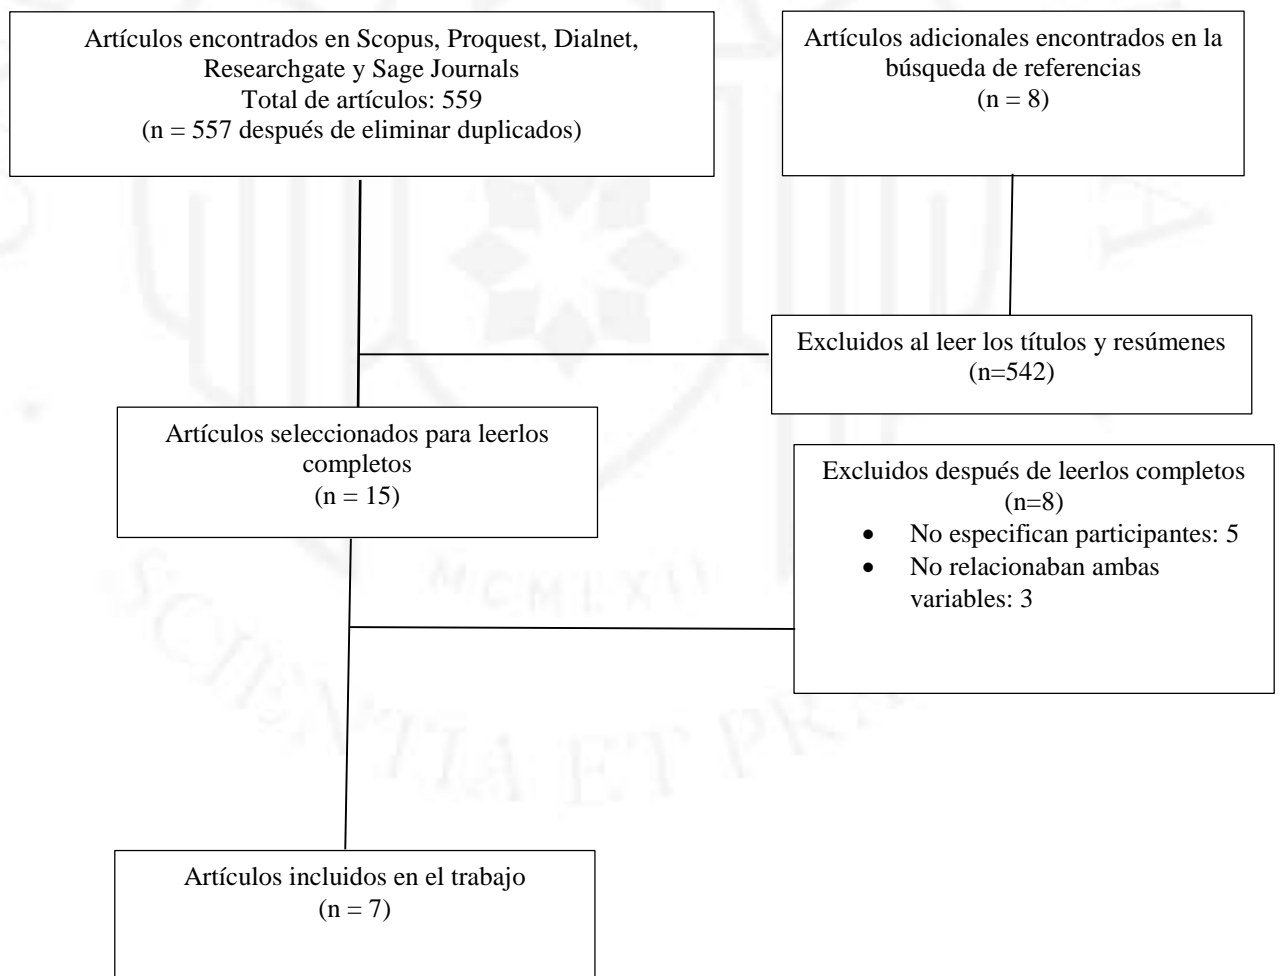 Artículos encontrados en Scopus, Proquest, Dialnet,
Researchgate y Sage Journals
Total de artículos: 559
(n = 557 después de eliminar duplicados)
Artículos adicionales encontrados en la
búsqueda de referencias
(n = 8)
Excluidos al leer los títulos y resúmenes
(n=542)
Artículos seleccionados para leerlos
completos
(n = 15)
Excluidos después de leerlos completos
(n=8)
• No especifican participantes: 5
• No relacionaban ambas
variables: 3
MCMLXII
SCIENTIA ET
Artículos incluidos en el trabajo
(n = 7)